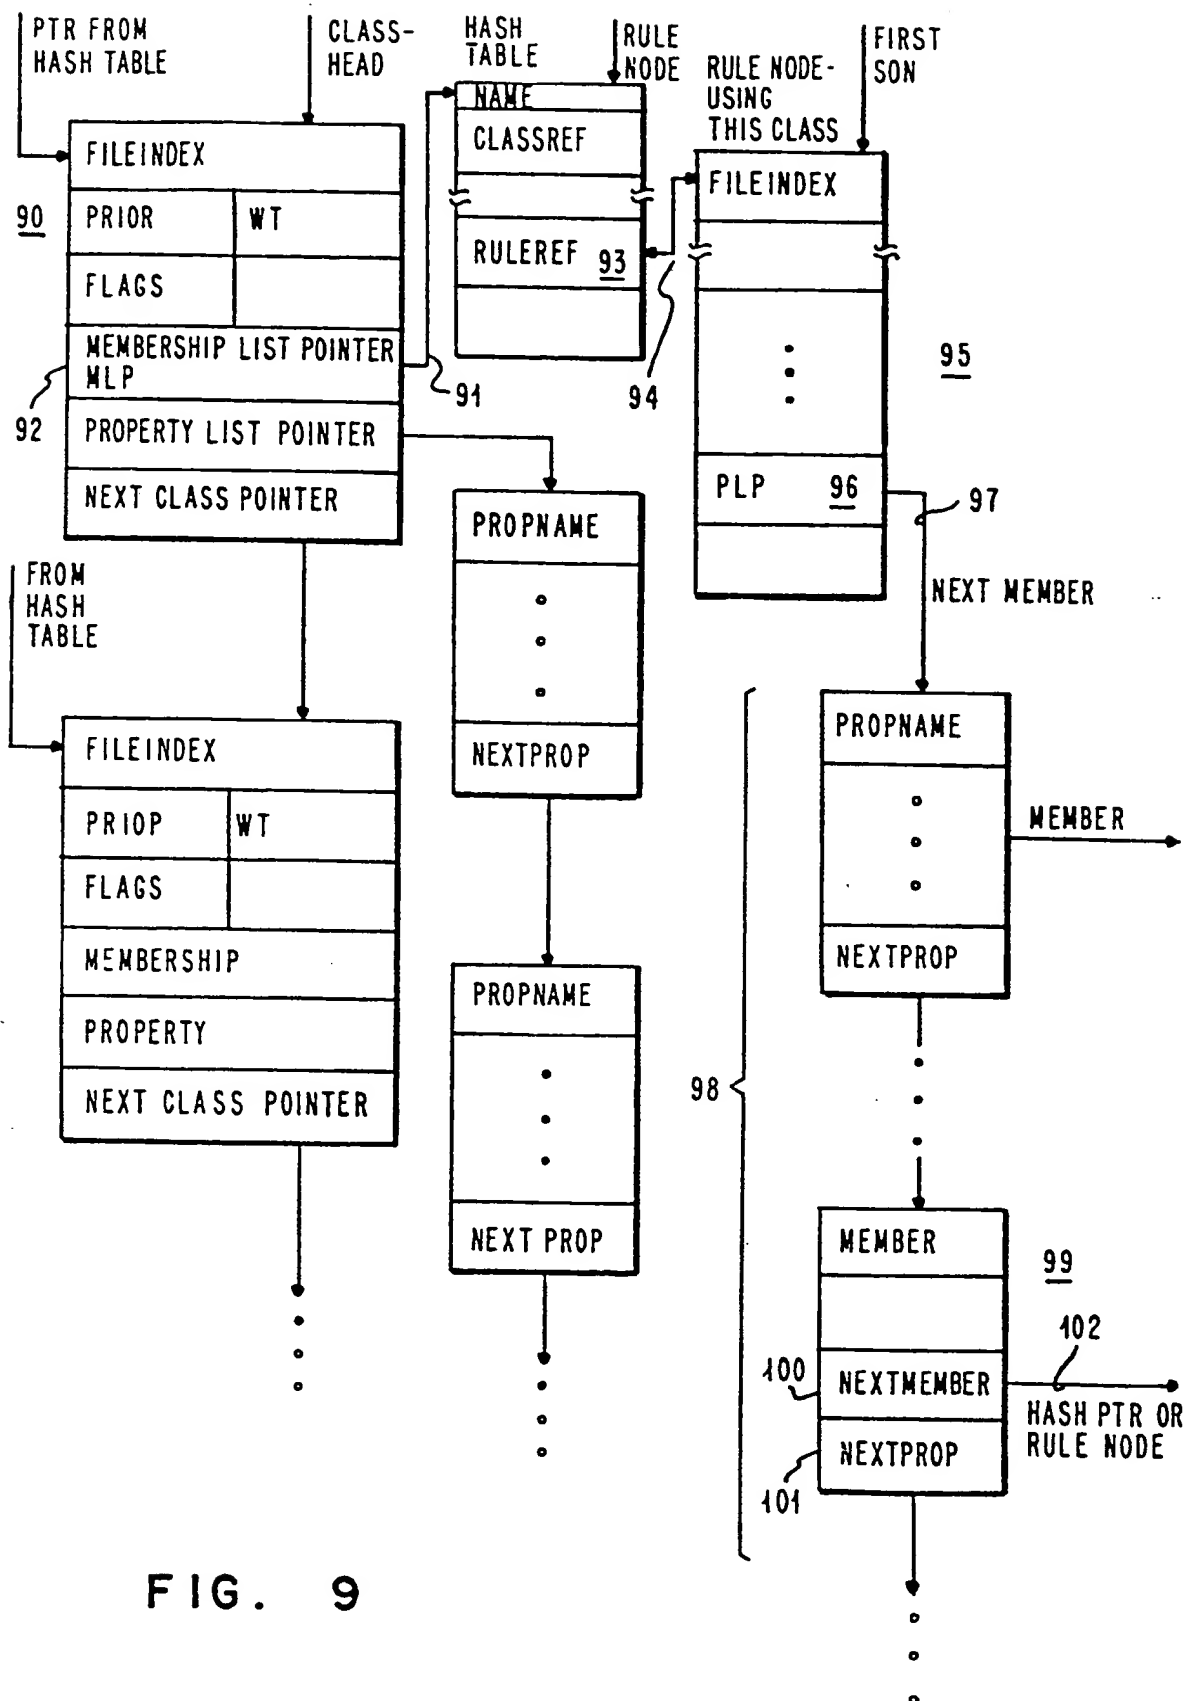 PTR FROM
HASH TABLE
CLASS-
HEAD
HASH
TABLE
RULE
NODE
RULE NODE-
USING
THIS CLASS
FIRST
SON
FILEINDEX
90
PRIOR
WT
FLAGS
MEMBERSHIP LIST POINTER
MLP
92
PROPERTY LIST POINTER
NEXT CLASS POINTER
NAME
CLASSREF
RULEREF 93
91
94
FILEINDEX
95
PLP 96
97
NEXT MEMBER
FROM
HASH
TABLE
FILEINDEX
PRIOP
WT
FLAGS
MEMBERSHIP
PROPERTY
NEXT CLASS POINTER
PROPNAME
NEXTPROP
PROPNAME
NEXT PROP
98
PROPNAME
MEMBER
NEXTPROP
MEMBER
99
100
NEXTMEMBER
102
HASH PTR OR
RULE NODE
NEXTPROP
101
FIG. 9